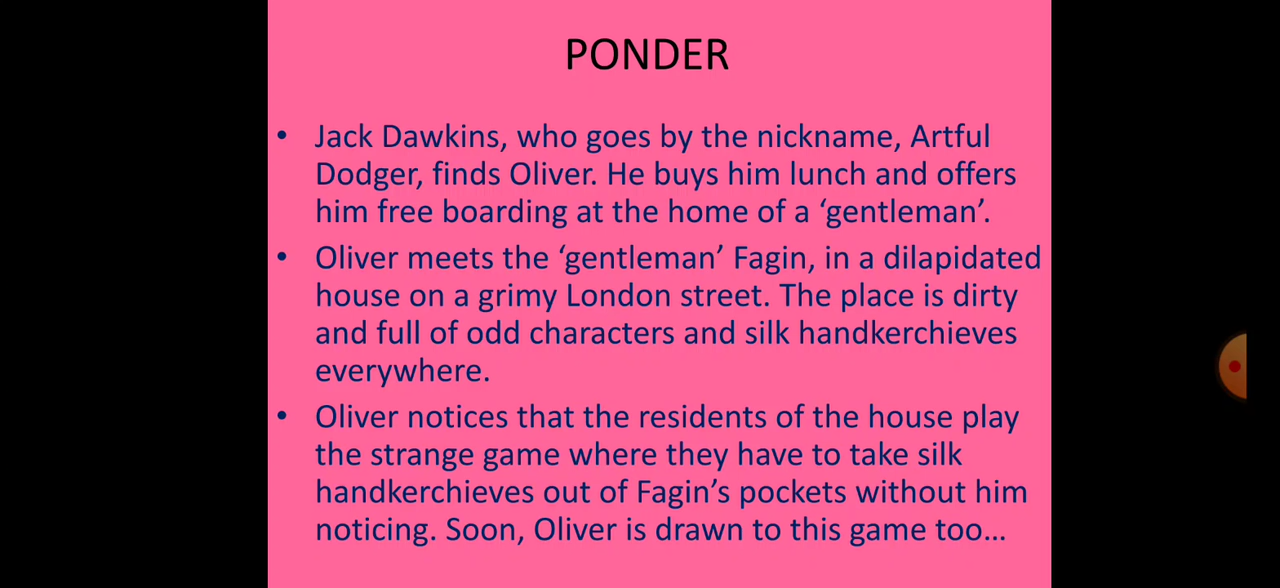 PONDER
• Jack Dawkins, who goes by the nickname, Artful
Dodger, finds Oliver. He buys him lunch and offers
him free boarding at the home of a ‘gentleman’.
• Oliver meets the ‘gentleman’ Fagin, in a dilapidated
house on a grimy London street. The place is dirty
and full of odd characters and silk handkerchieves
everywhere.
• Oliver notices that the residents of the house play
the strange game where they have to take silk
handkerchieves out of Fagin’s pockets without him
noticing. Soon, Oliver is drawn to this game too…